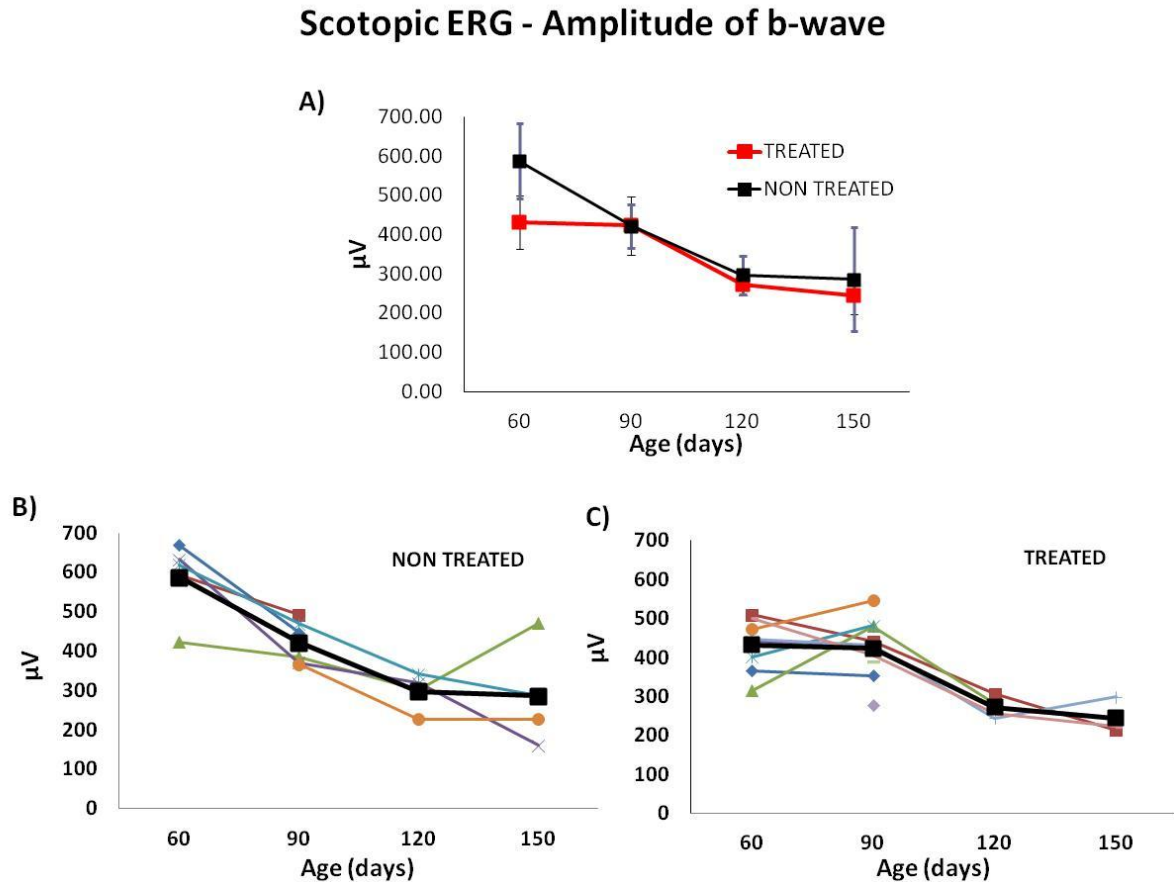 Scotopic ERG - Amplitude of b-wave
A)
700.00
600.00
500.00
400.00
300.00
200.00
100.00
0.00
µV
TREATED
NON TREATED
60 90 120 150
Age (days)
B)
700
600
500
400
300
200
100
0
µV
NON TREATED
60 90 120 150
Age (days)
C)
700
600
500
400
300
200
100
0
µV
TREATED
60 90 120 150
Age (days)